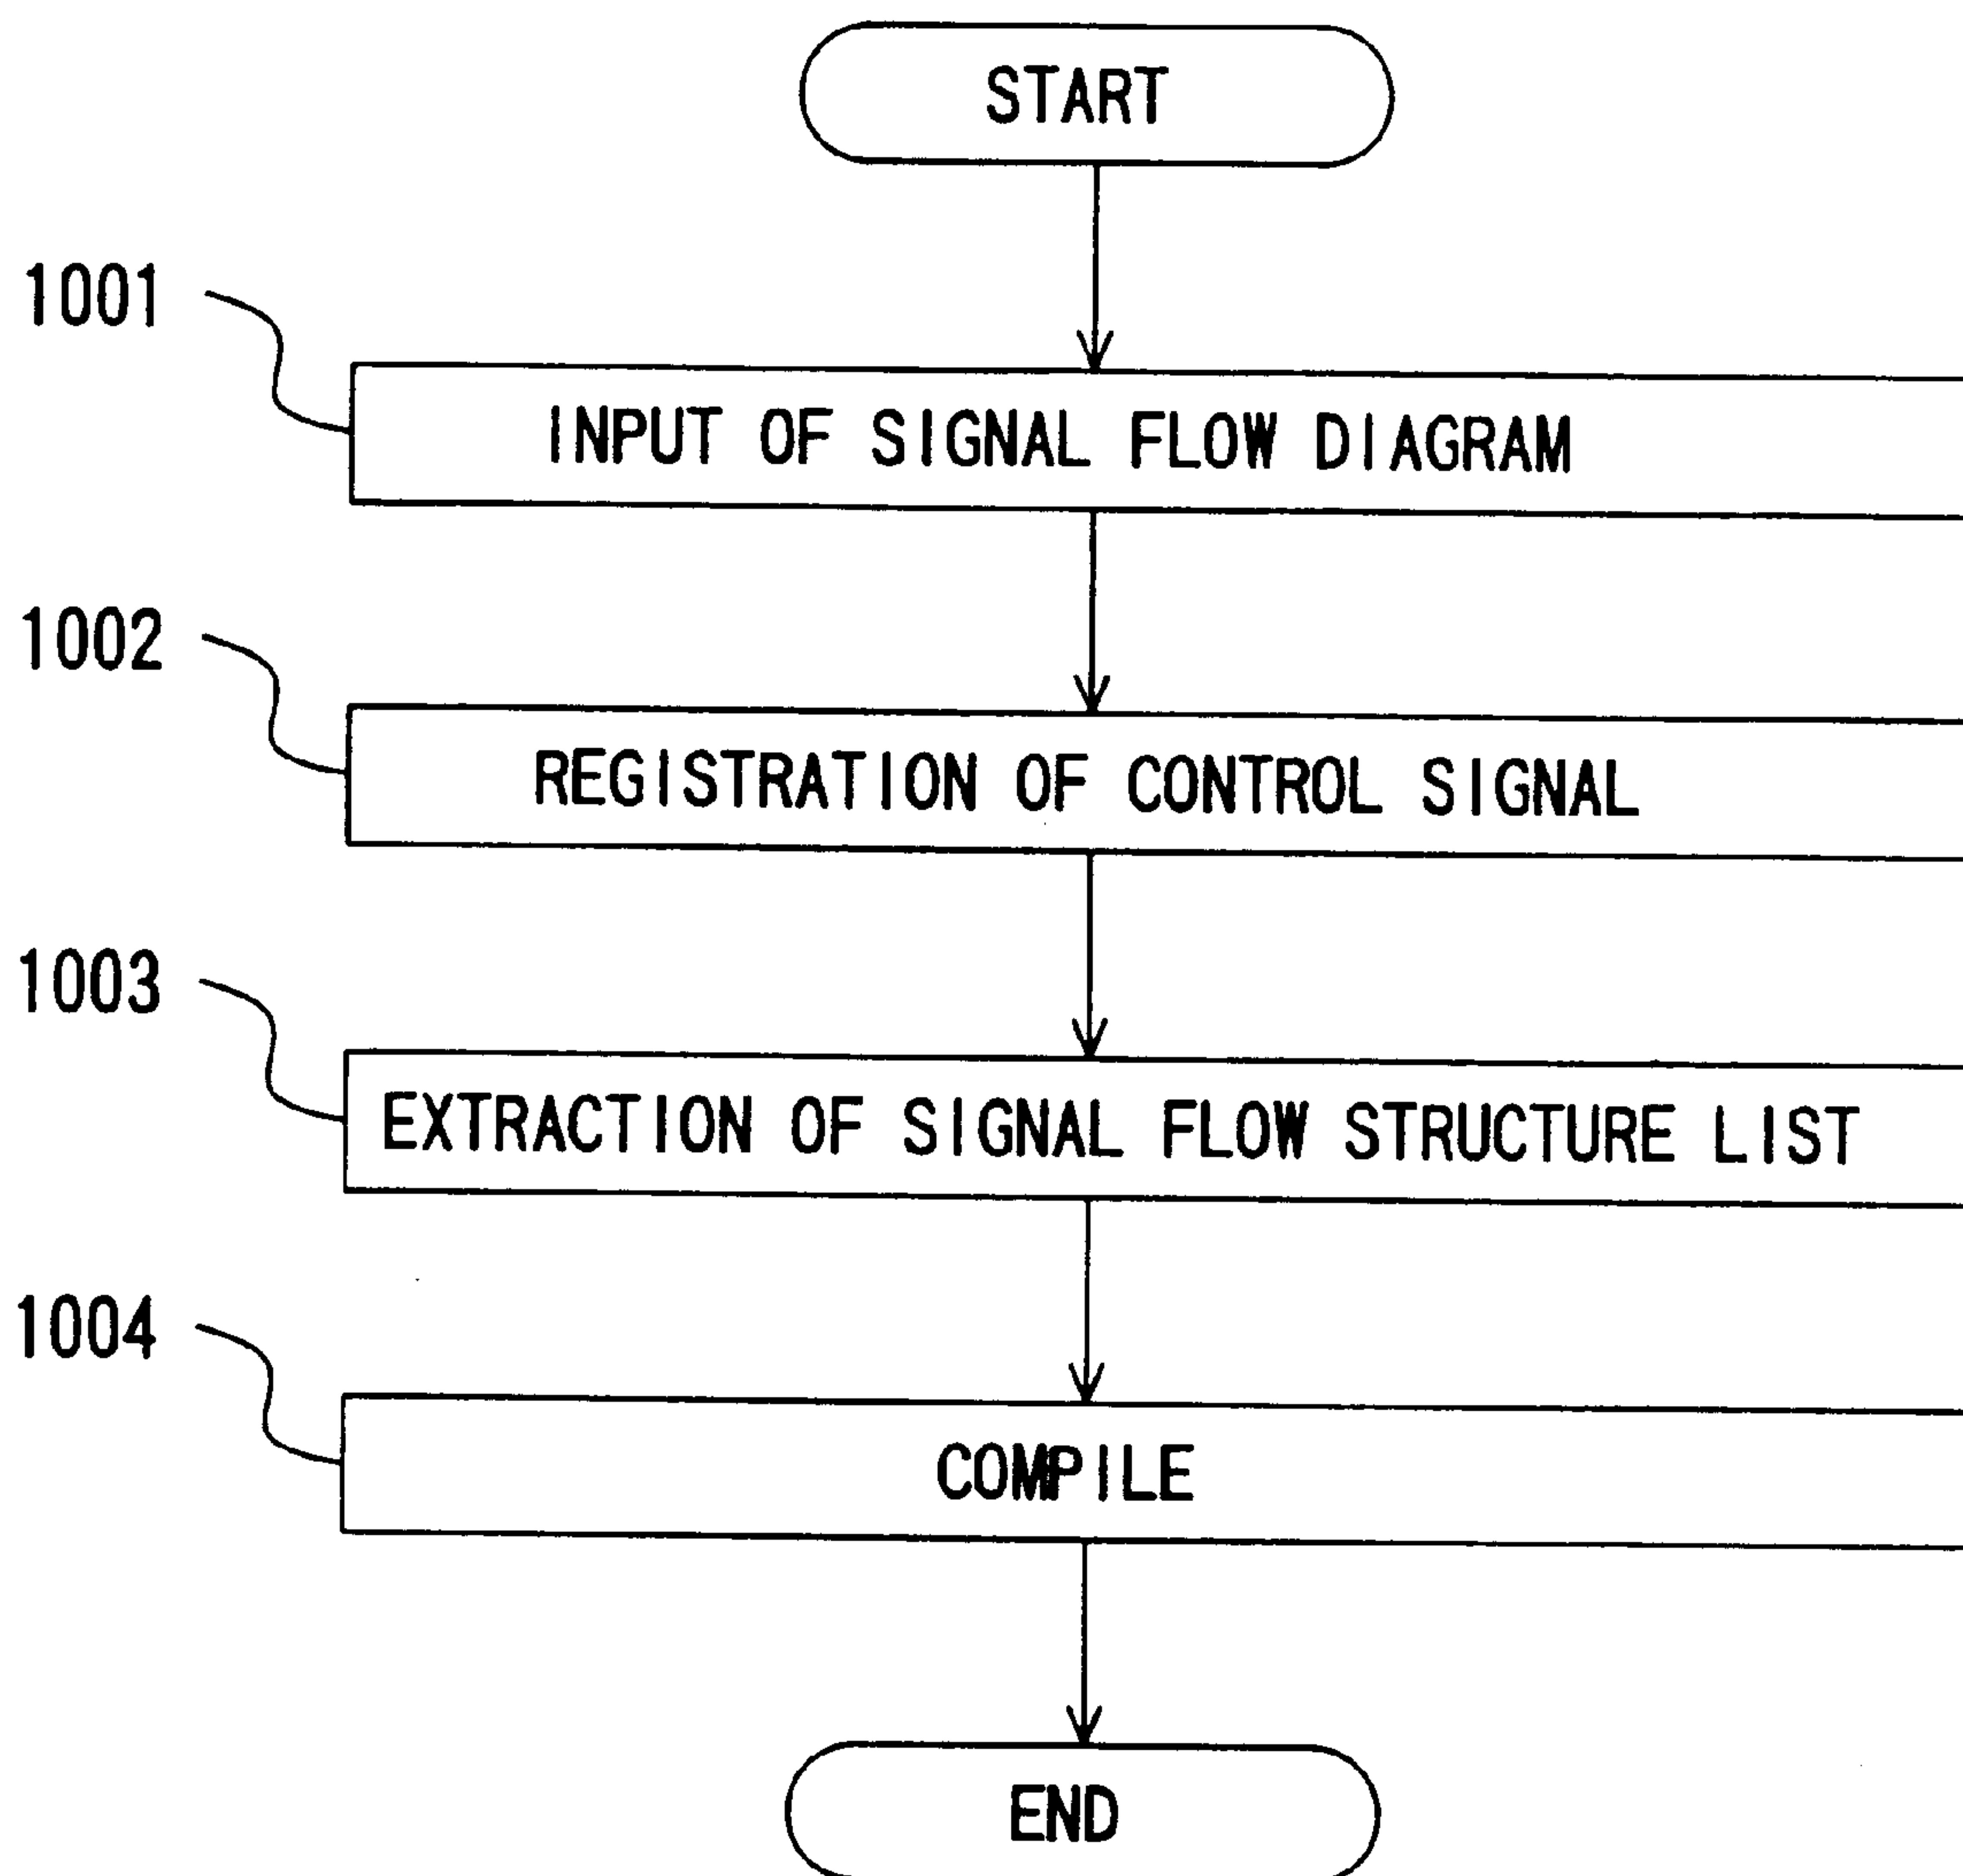 START
1001
INPUT OF SIGNAL FLOW DIAGRAM
1002
REGISTRATION OF CONTROL SIGNAL
1003
EXTRACTION OF SIGNAL FLOW STRUCTURE LIST
1004
COMPILE
END